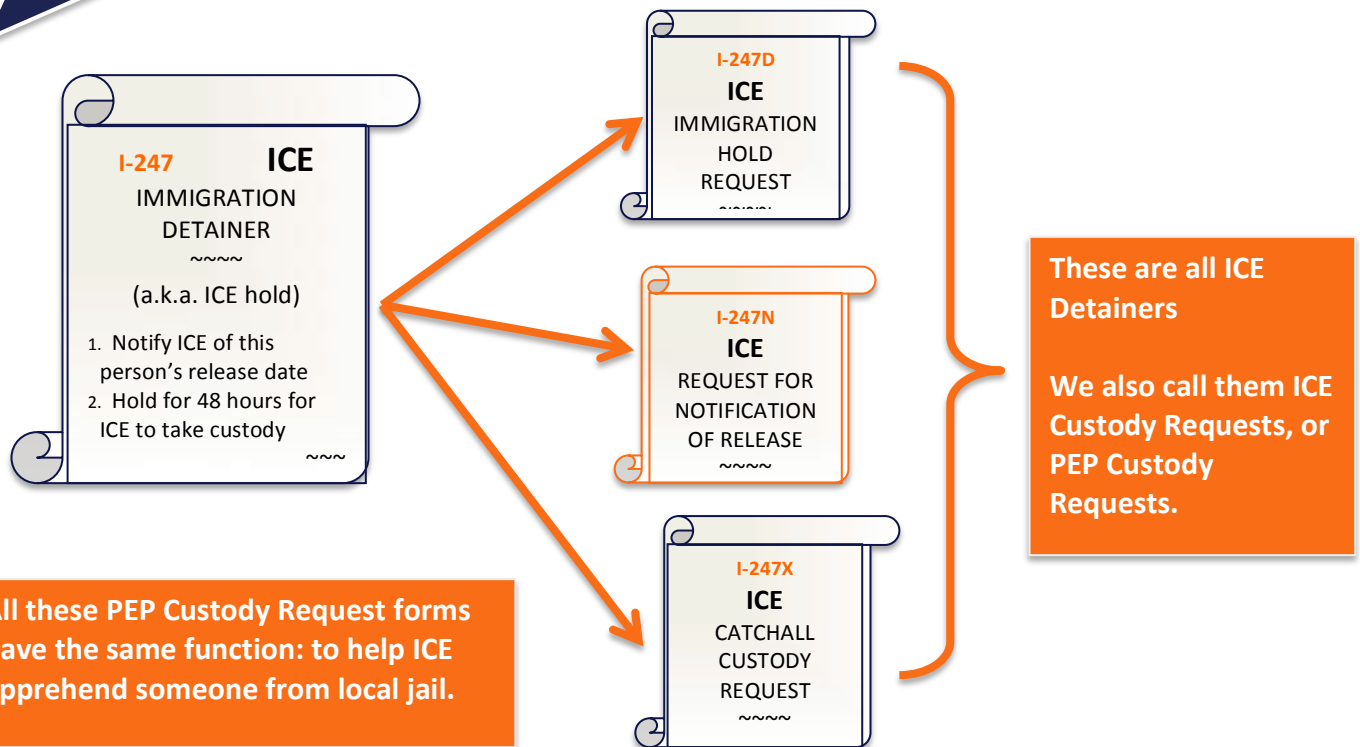 I-247 ICE
IMMIGRATION
DETAINER
~~~~
(a.k.a. ICE hold)
1. Notify ICE of this
person's release date
2. Hold for 48 hours for
ICE to take custody
~~~
I-247D
ICE
IMMIGRATION
HOLD
REQUEST
~~~~
I-247N
ICE
REQUEST FOR
NOTIFICATION
OF RELEASE
~~~~
I-247X
ICE
CATCHALL
CUSTODY
REQUEST
~~~~
These are all ICE
Detainers
We also call them ICE
Custody Requests, or
PEP Custody
Requests.
All these PEP Custody Request forms
have the same function: to help ICE
apprehend someone from local jail.